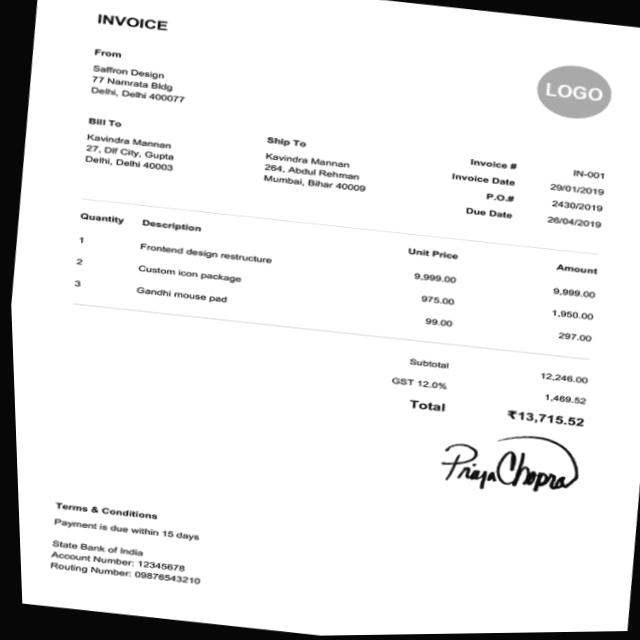 INVOICE
LOGO
From
Saffron Design
77 Namrata Bldg
Delhi, Delhi 400077
Bill To
Kavindra Mannan
27, Dlf City, Gupta
Delhi, Delhi 40003
Ship To
Kavindra Mannan
264, Abdul Rehman
Mumbai, Bihar 40009
Invoice # IN-001
Invoice Date 29/01/2019
P.O.# 2430/2019
Due Date 26/04/2019
Quantity Description Unit Price Amount
1 Frontend design restructure 9,999.00 9,999.00
2 Custom icon package 975.00 1,950.00
3 Gandhi mouse pad 99.00 297.00
Subtotal 12,246.00
GST 12.0% 1,469.52
Total ₹13,715.52
Priya Chopra
Terms & Conditions
Payment is due within 15 days
State Bank of India
Account Number: 12345678
Routing Number: 09876543210